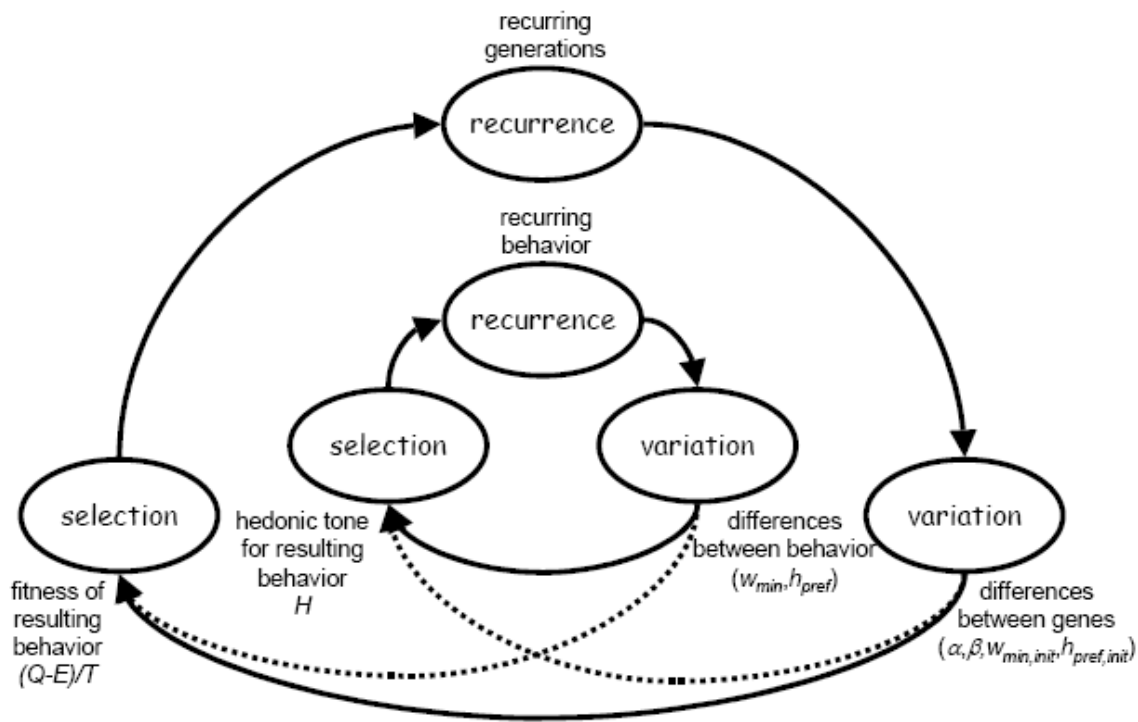 recurring
generations
recurrence
recurring
behavior
recurrence
selection
variation
selection
hedonic tone
for resulting
behavior
H
differences
between behavior
(w_min,h_pref)
variation
fitness of
resulting
behavior
(Q-E)/T
differences
between genes
(α,β,w_min,init,h_pref,init)